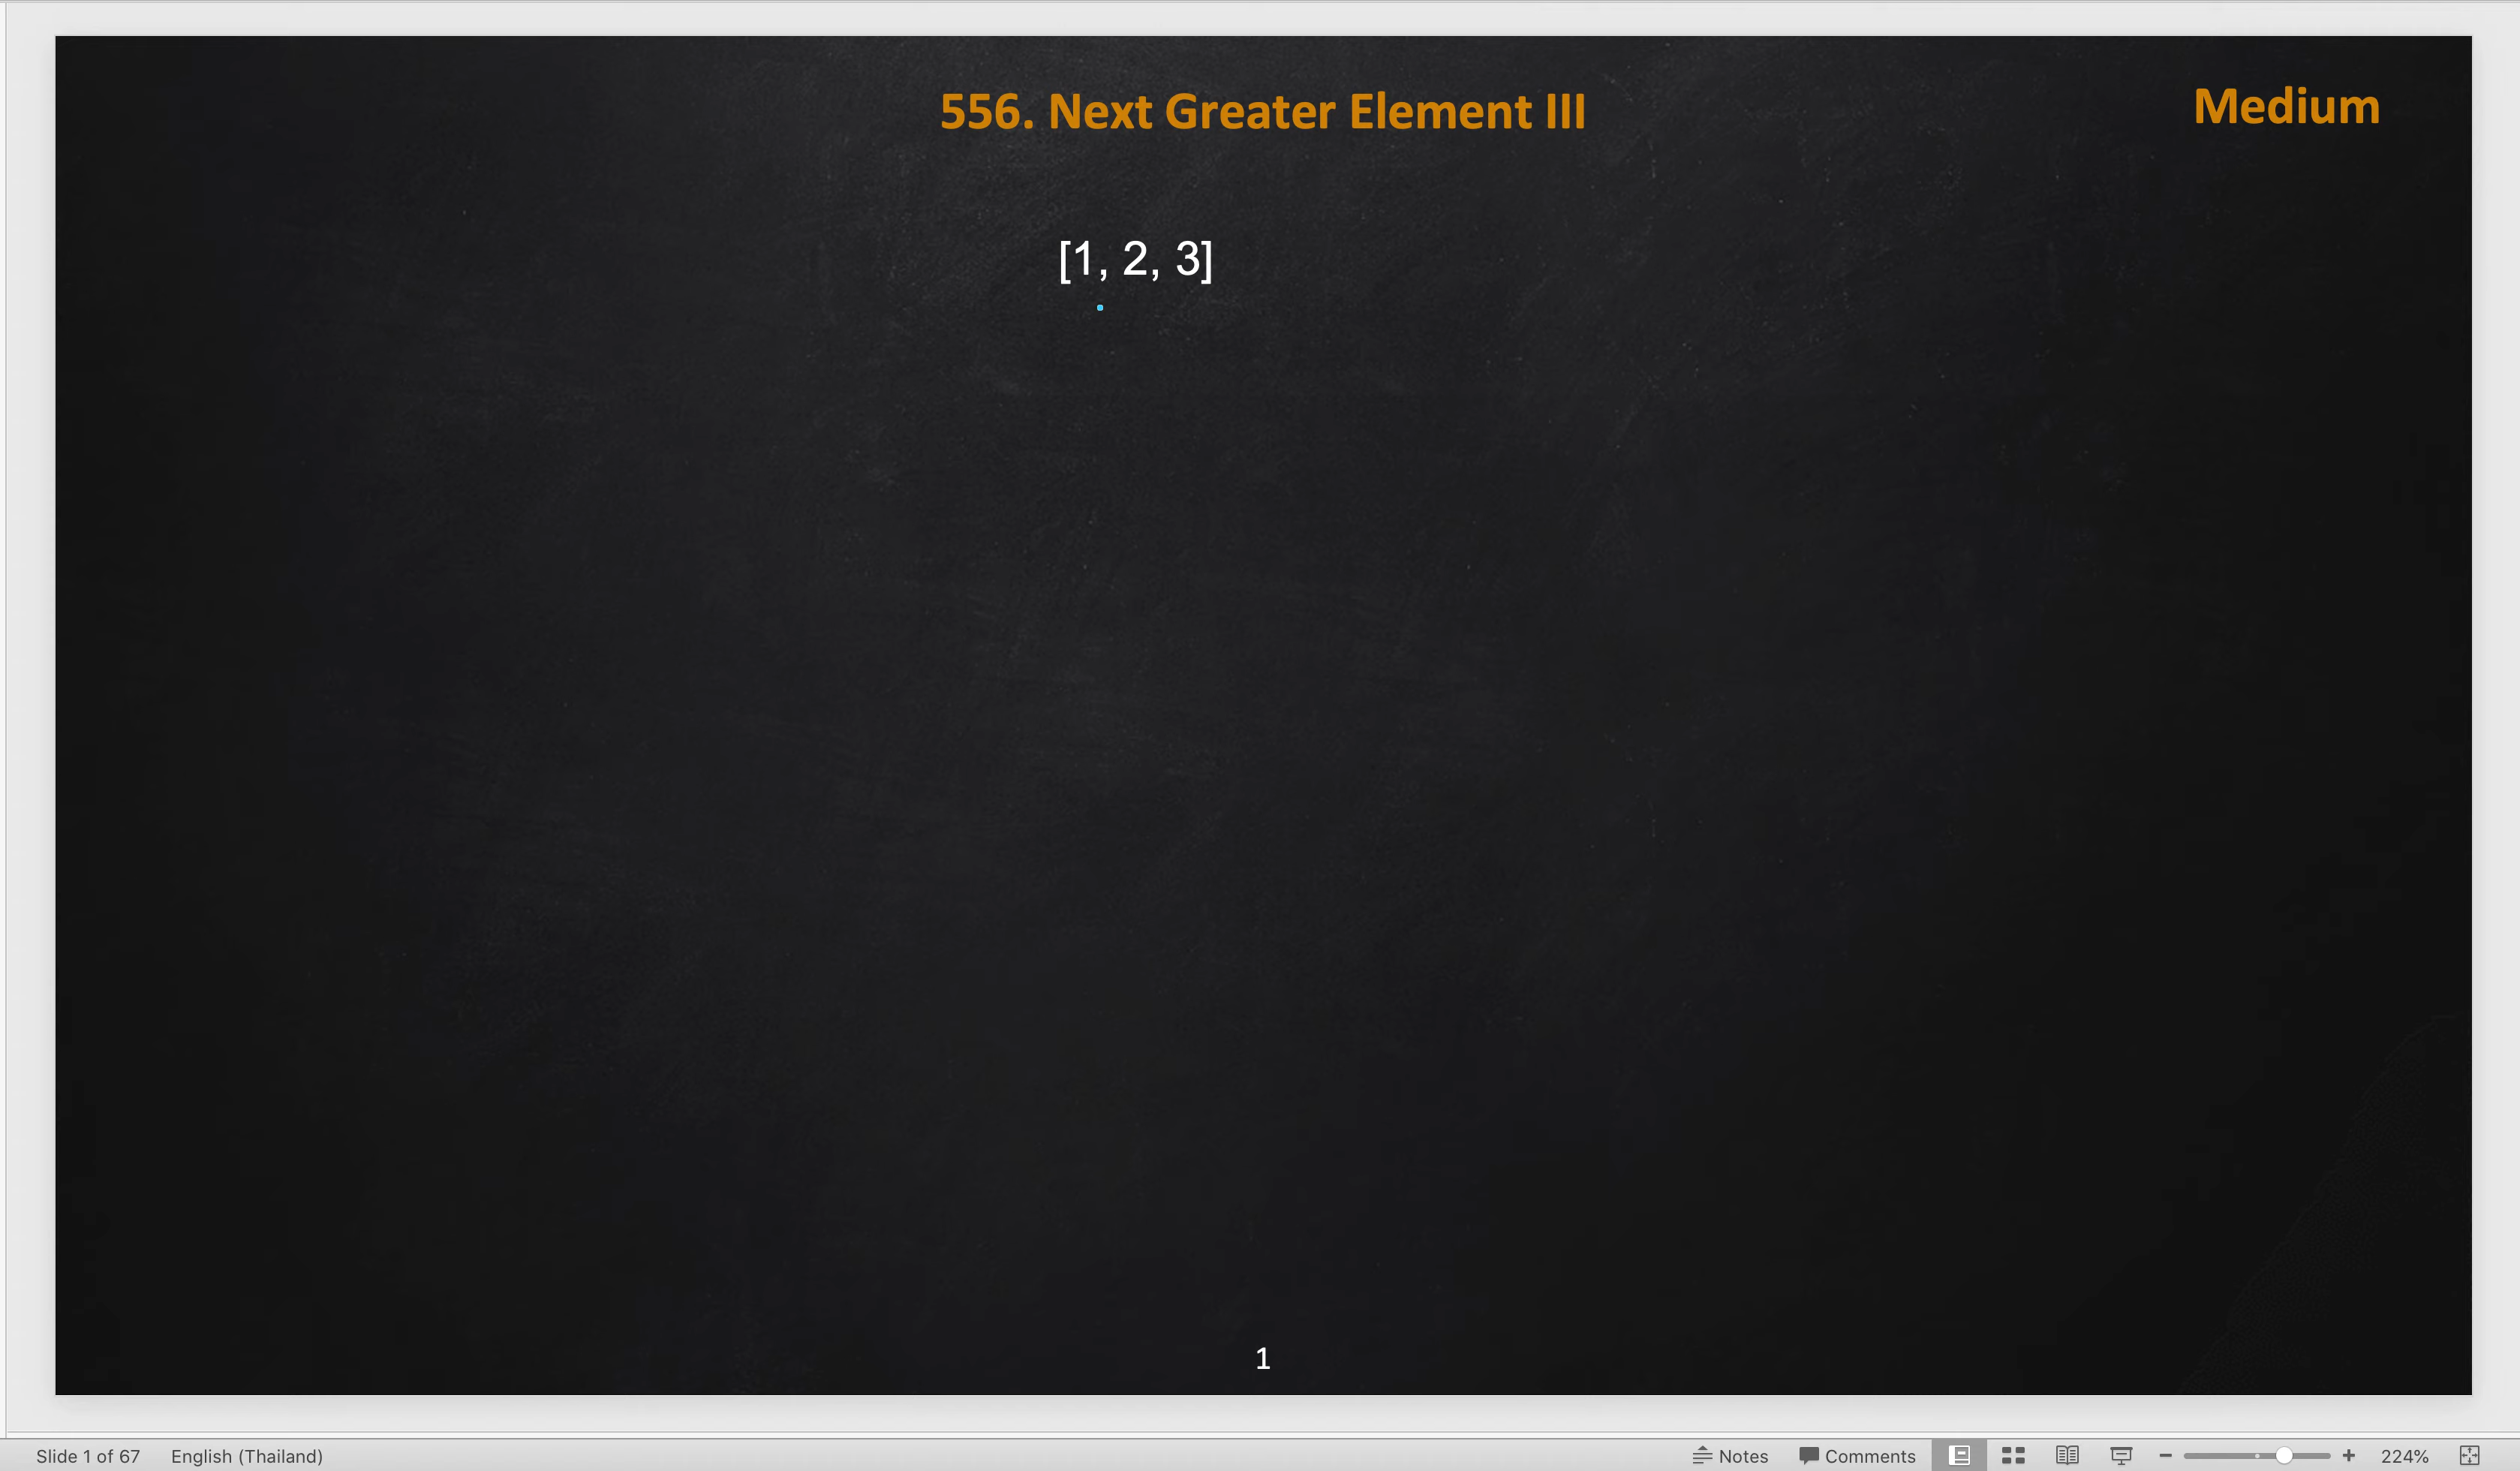 556. Next Greater Element III
Medium
[1, 2, 3]
1
Slide 1 of 67
English (Thailand)
Notes
Comments
224%